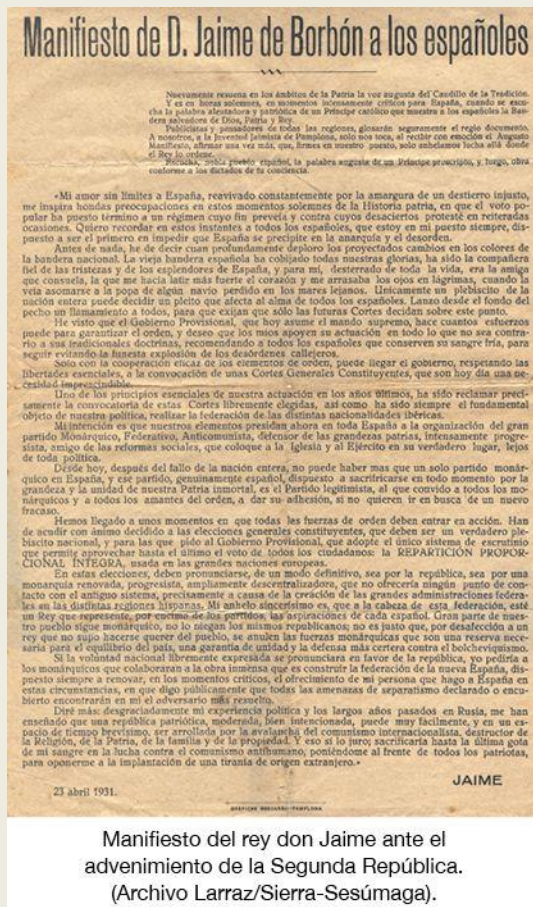 Manifiesto de D. Jaime de Borbón a los españoles
Nuevamente resuena en los ámbitos de la Patria la voz augusta del Caudillo de la Tradición.
Y es en horas solemnes, en momentos intensamente críticos para España, cuando se escu-
cha la palabra alentadora y patriótica de un Príncipe católico que muestra a los españoles la Ban-
dera salvadora de Dios, Patria y Rey.
Publicistas y pensadores de todas las regiones, glosarán seguramente el regio documento.
A nosotros, a la Juventud Jaimista de Pamplona, solo nos toca, al recibir con emoción el Augusto
Manifiesto, afirmar una vez más, que, firmes en nuestro puesto, solo anhelamos lucha allá donde
el Rey lo ordene.
Escucha, noble pueblo español, la palabra augusta de un Príncipe proscripto, y luego, obra
conforme a los dictados de tu conciencia.
«Mi amor sin límites a España, reavivado constantemente por la amargura de un destierro injusto,
me inspira hondas preocupaciones en estos momentos solemnes de la Historia patria, en que el voto po-
pular ha puesto término a un régimen cuyo fin preveía y contra cuyos desaciertos protesté en reiteradas
ocasiones. Quiero recordar en estos instantes a todos los españoles, que estoy en mi puesto siempre, dis-
puesto a ser el primero en impedir que España se precipite en la anarquía y el desorden.
Antes de nada, he de decir cuan profundamente deploro los proyectados cambios en los colores de
la bandera nacional. La vieja bandera española ha cobijado todas nuestras glorias, ha sido la compañera
fiel de las tristezas y de los esplendores de España, y para mí, desterrado de toda la vida, era la amiga
que consuela, la que me hacía latir más fuerte el corazón y me arrasaba los ojos en lágrimas, cuando la
veía asomarse a la popa de algún navío perdido en los mares lejanos. Unicamente un plebiscito de la
nación entera puede decidir un pleito que afecta al alma de todos los españoles. Lanzo desde el fondo del
pecho un llamamiento a todos, para que exijan que sólo las futuras Cortes decidan sobre este punto.
He visto que el Gobierno Provisional, que hoy asume el mando supremo, hace cuantos esfuerzos
puede para garantizar el orden, y deseo que los míos apoyen su actuación en todo lo que no sea contra-
rio a sus tradicionales doctrinas, recomendando a todos los españoles que conserven su sangre fría, para
seguir evitando la funesta explosión de los desórdenes callejeros.
Solo con la cooperación eficaz de los elementos de orden, puede llegar el gobierno, respetando las
libertades esenciales, a la convocación de unas Cortes Generales Constituyentes, que son hoy día una ne-
cesidad imprescindible.
Uno de los principios esenciales de nuestra actuación en los años últimos, ha sido reclamar preci-
samente la convocatoria de estas Cortes libremente elegidas, así como ha sido siempre el fundamental
objeto de nuestra política, realizar la federación de las distintas nacionalidades ibéricas.
Mi intención es que nuestros elementos presidan ahora en toda España a la organización del gran
partido Monárquico, Federativo, Anticomunista, defensor de las grandezas patrias, intensamente progre-
sista, amigo de las reformas sociales, que coloque a la Iglesia y al Ejército en su verdadero lugar, lejos
de toda política.
Desde hoy, después del fallo de la nación entera, no puede haber mas que un solo partido monár-
quico en España, y ese partido, genuinamente español, dispuesto a sacrificarse en todo momento por la
grandeza y la unidad de nuestra Patria inmortal, es el Partido legitimista, al que convido a todos los mo-
nárquicos y a todos los amantes del orden, a dar su adhesión, si no quieren ir en busca de un nuevo
fracaso.
Hemos llegado a unos momentos en que todas las fuerzas de orden deben entrar en acción. Han
de acudir con ánimo decidido a las elecciones generales constituyentes, que deben ser un verdadero ple-
biscito nacional, y para las que pido al Gobierno Provisional, que adopte el único sistema de escrutinio
que permite aprovechar hasta el último el voto de todos los ciudadanos: la REPARTICIÓN PROPOR-
CIONAL INTEGRA, usada en las grandes naciones europeas.
En estas elecciones, deben pronunciarse, de un modo definitivo, sea por la república, sea por una
monarquía renovada, progresista, ampliamente descentralizadora, que no ofrecería ningún punto de con-
tacto con el antiguo sistema, precisamente a causa de la creación de las grandes administraciones federa-
les en las distintas regiones hispanas. Mi anhelo sincerísimo es, que a la cabeza de esta federación, esté
un Rey que represente, por encima de los partidos, las aspiraciones de cada español. Gran parte de nues-
tro pueblo sigue monárquico, no lo niegan los mismos republicanos; no es justo que, por desafección a un
rey que no supo hacerse querer del pueblo, se anulen las fuerzas monárquicas que son una reserva nece-
saria para el equilibrio del país, una garantía de unidad y la defensa más certera contra el bolchevismo.
Si la voluntad nacional libremente expresada se pronunciara en favor de la república, yo pediría a
los monárquicos que colaboraran a la obra inmensa que es construir la federación de la nueva España, dis-
puesto siempre a renovar, en los momentos críticos, el ofrecimiento de mi persona que hago a España en
estas circunstancias, en que digo públicamente que todas las amenazas de separatismo declarado o encu-
bierto encontrarán en mí el adversario más resuelto.
Diré más: desgraciadamente mi experiencia política y los largos años pasados en Rusia, me han
enseñado que una república patriótica, moderada, bien intencionada, puede muy fácilmente, y en un es-
pacio de tiempo brevísimo, ser arrollada por la avalancha del comunismo internacionalista, destructor de
la Religión, de la Patria, de la familia y de la propiedad. Y eso sí lo juro; sacrificaría hasta la última gota
de mi sangre en la lucha contra el comunismo antihumano, poniéndome al frente de todos los patriotas,
para oponerme a la implantación de una tiranía de origen extranjero.»
JAIME
23 abril 1931.
Manifiesto del rey don Jaime ante el
advenimiento de la Segunda República.
(Archivo Larraz/Sierra-Sesúmaga).